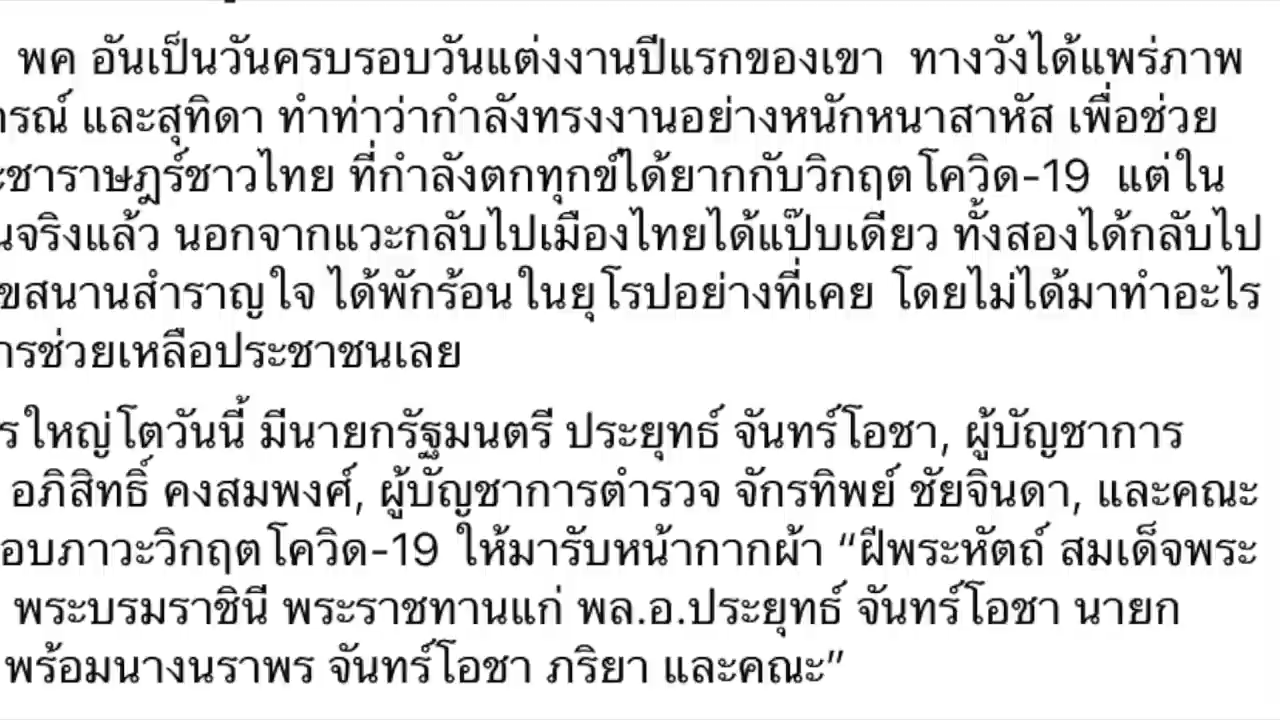 พค อันเป็นวันครบรอบวันแต่งงานปีแรกของเขา ทางวังได้แพร่ภาพ
และสุทิดา ทำท่าว่ากำลังทรงงานอย่างหนักหนาสาหัส เพื่อช่วย
ชาราษฎร์ชาวไทย ที่กำลังตกทุกข์ได้ยากกับวิกฤตโควิด-19 แต่ใน
จริงแล้ว นอกจากแวะกลับไปเมืองไทยได้แป๊บเดียว ทั้งสองได้กลับไป
ขสนานสำราญใจ ได้พักร้อนในยุโรปอย่างที่เคย โดยไม่ได้มาทำอะไร
ารช่วยเหลือประชาชนเลย
รใหญ่โตวันนี้ มีนายกรัฐมนตรี ประยุทธ์ จันทร์โอชา, ผู้บัญชาการ
อภิสิทธิ์ คงสมพงศ์, ผู้บัญชาการตำรวจ จักรทิพย์ ชัยจินดา, และคณะ
อบภาวะวิกฤตโควิด-19 ให้มารับหน้ากากผ้า “ฝีพระหัตถ์ สมเด็จพระ
พระบรมราชินี พระราชทานแก่ พล.อ.ประยุทธ์ จันทร์โอชา นายก
พร้อมนางนราพร จันทร์โอชา ภริยา และคณะ”